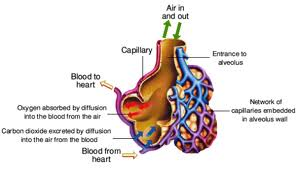 Air in
and out
Capillary
Entrance to
alveolus
Blood to
heart
Oxygen absorbed by diffusion
into the blood from the air
Network of
capillaries embedded
in alveolus wall
Carbon dioxide excreted by diffusion
into the air from the blood
Blood from
heart